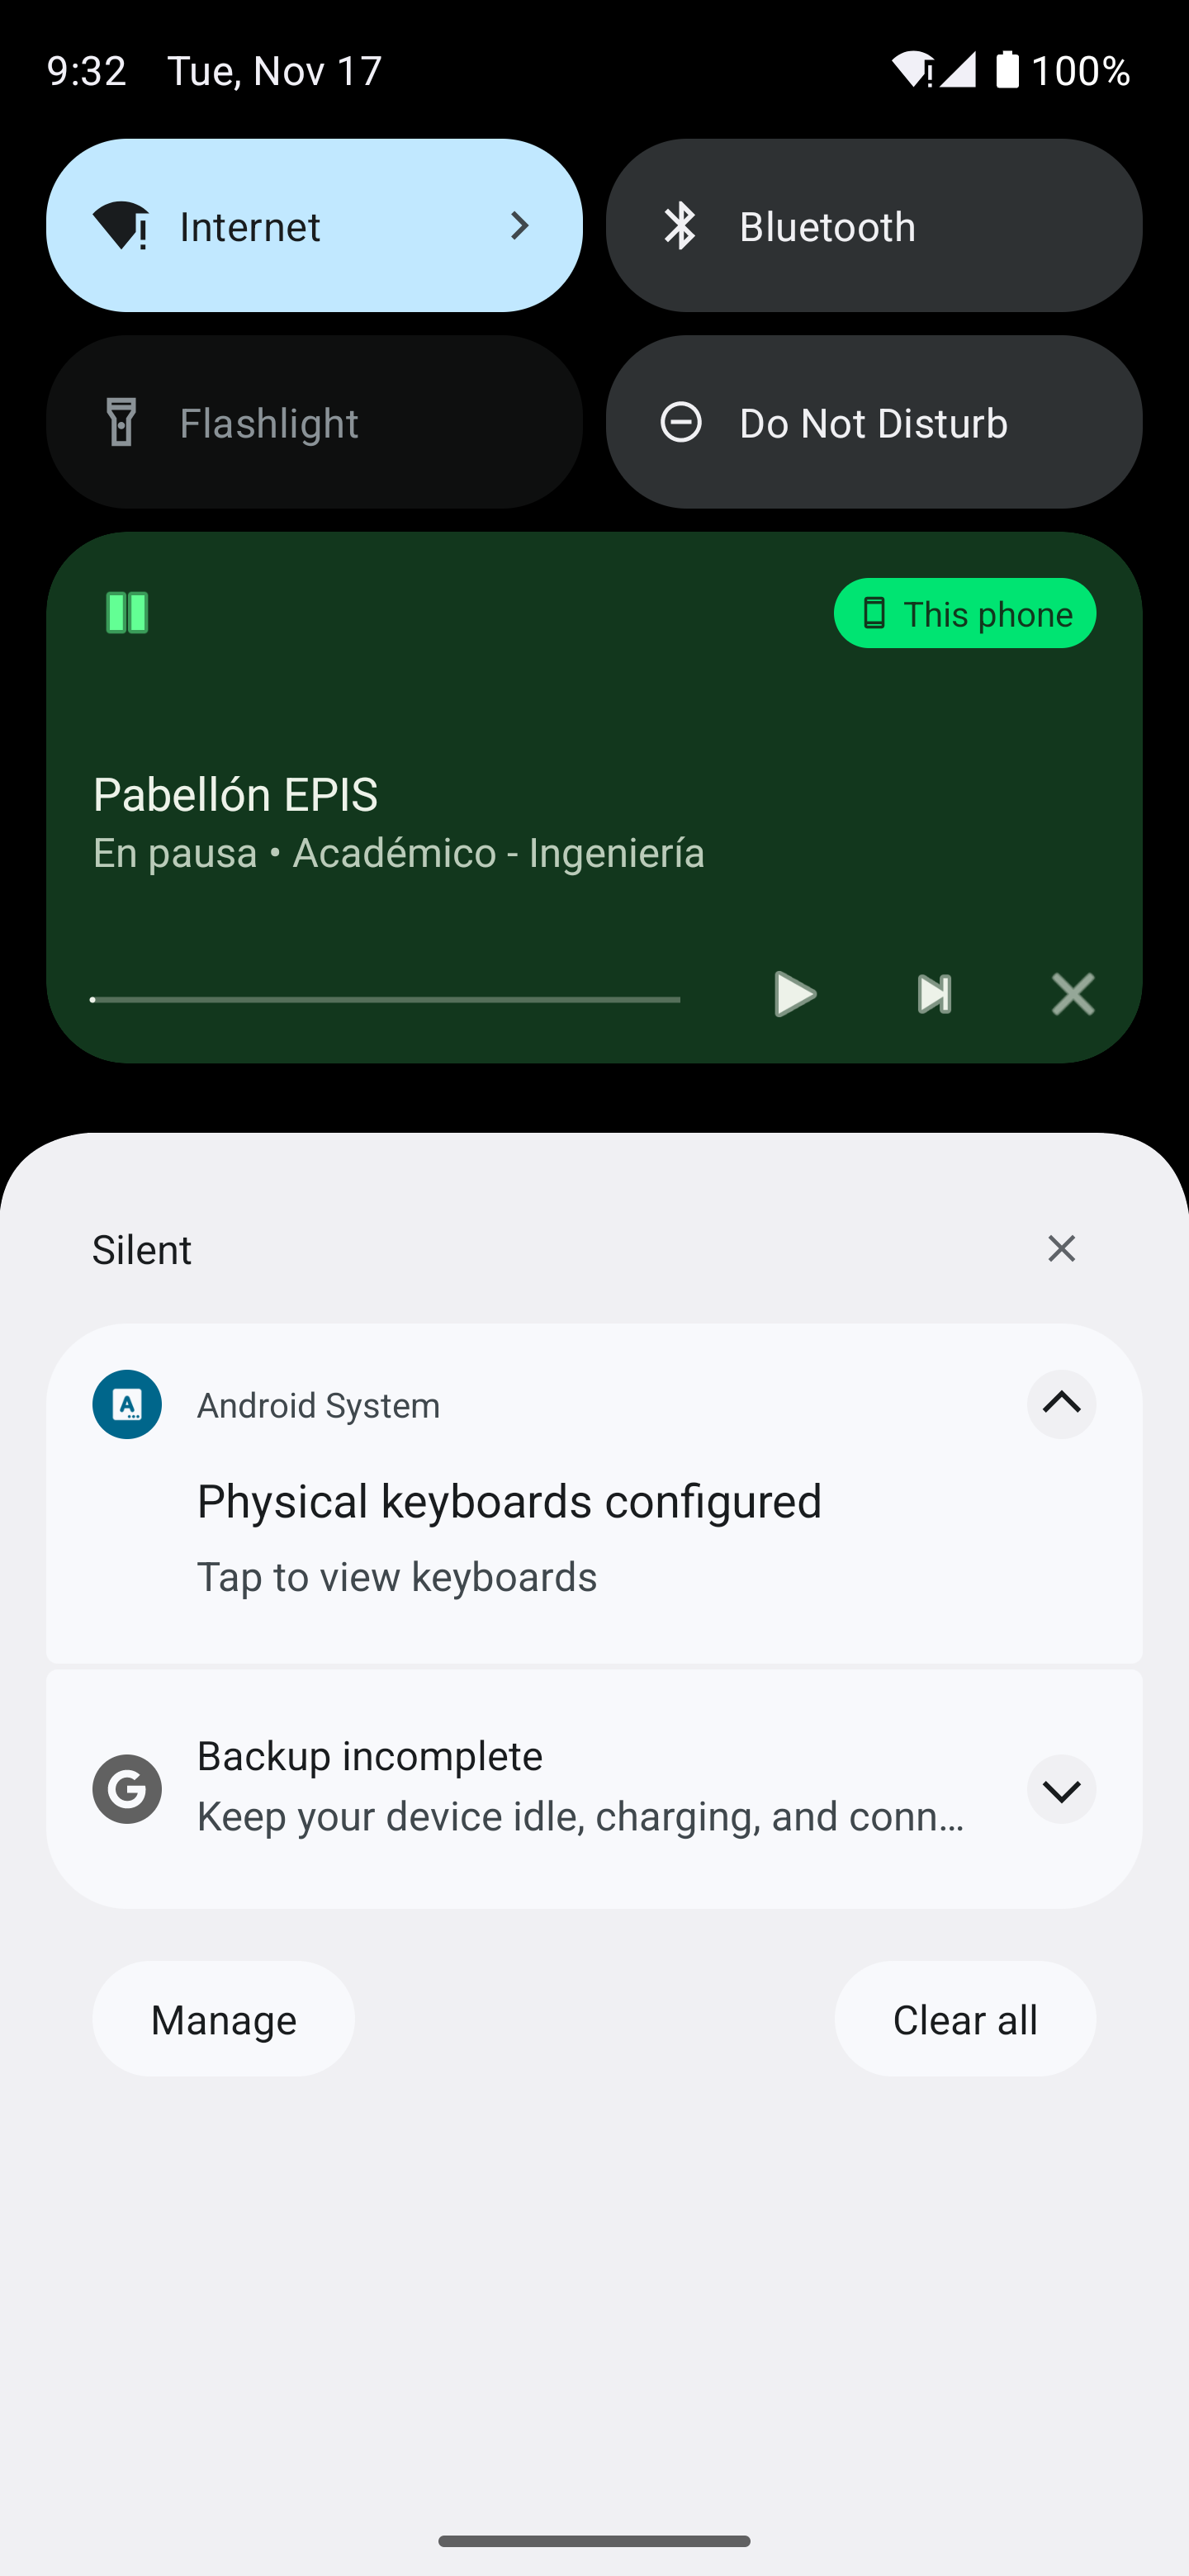 9:32 Tue, Nov 17 100%
Internet
Bluetooth
Flashlight
Do Not Disturb
This phone
Pabellón EPIS
En pausa • Académico - Ingeniería
Silent
Android System
Physical keyboards configured
Tap to view keyboards
Backup incomplete
Keep your device idle, charging, and conn…
Manage
Clear all